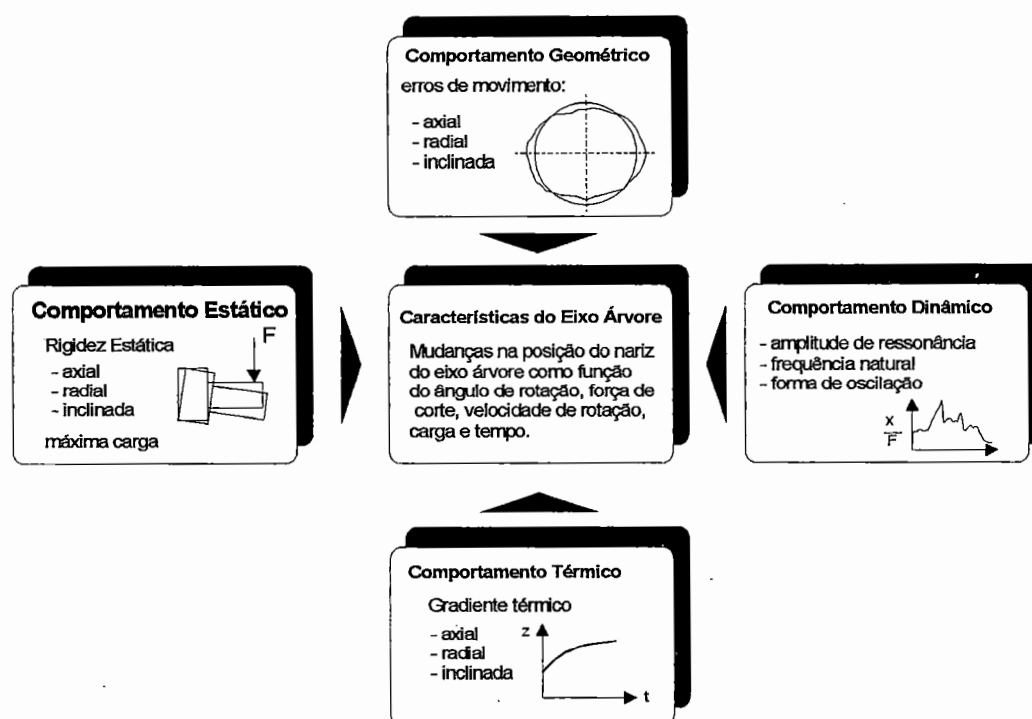 Comportamento Geométrico
erros de movimento:
- axial
- radial
- inclinada
Comportamento Estático
Rigidez Estática
- axial
- radial
- inclinada
máxima carga
F
Características do Eixo Árvore
Mudanças na posição do nariz
do eixo árvore como função
do ângulo de rotação, força de
corte, velocidade de rotação,
carga e tempo.
Comportamento Dinâmico
- amplitude de ressonância
- frequência natural
- forma de oscilação
x
F
Comportamento Térmico
Gradiente térmico
- axial
- radial
- inclinada
z
t